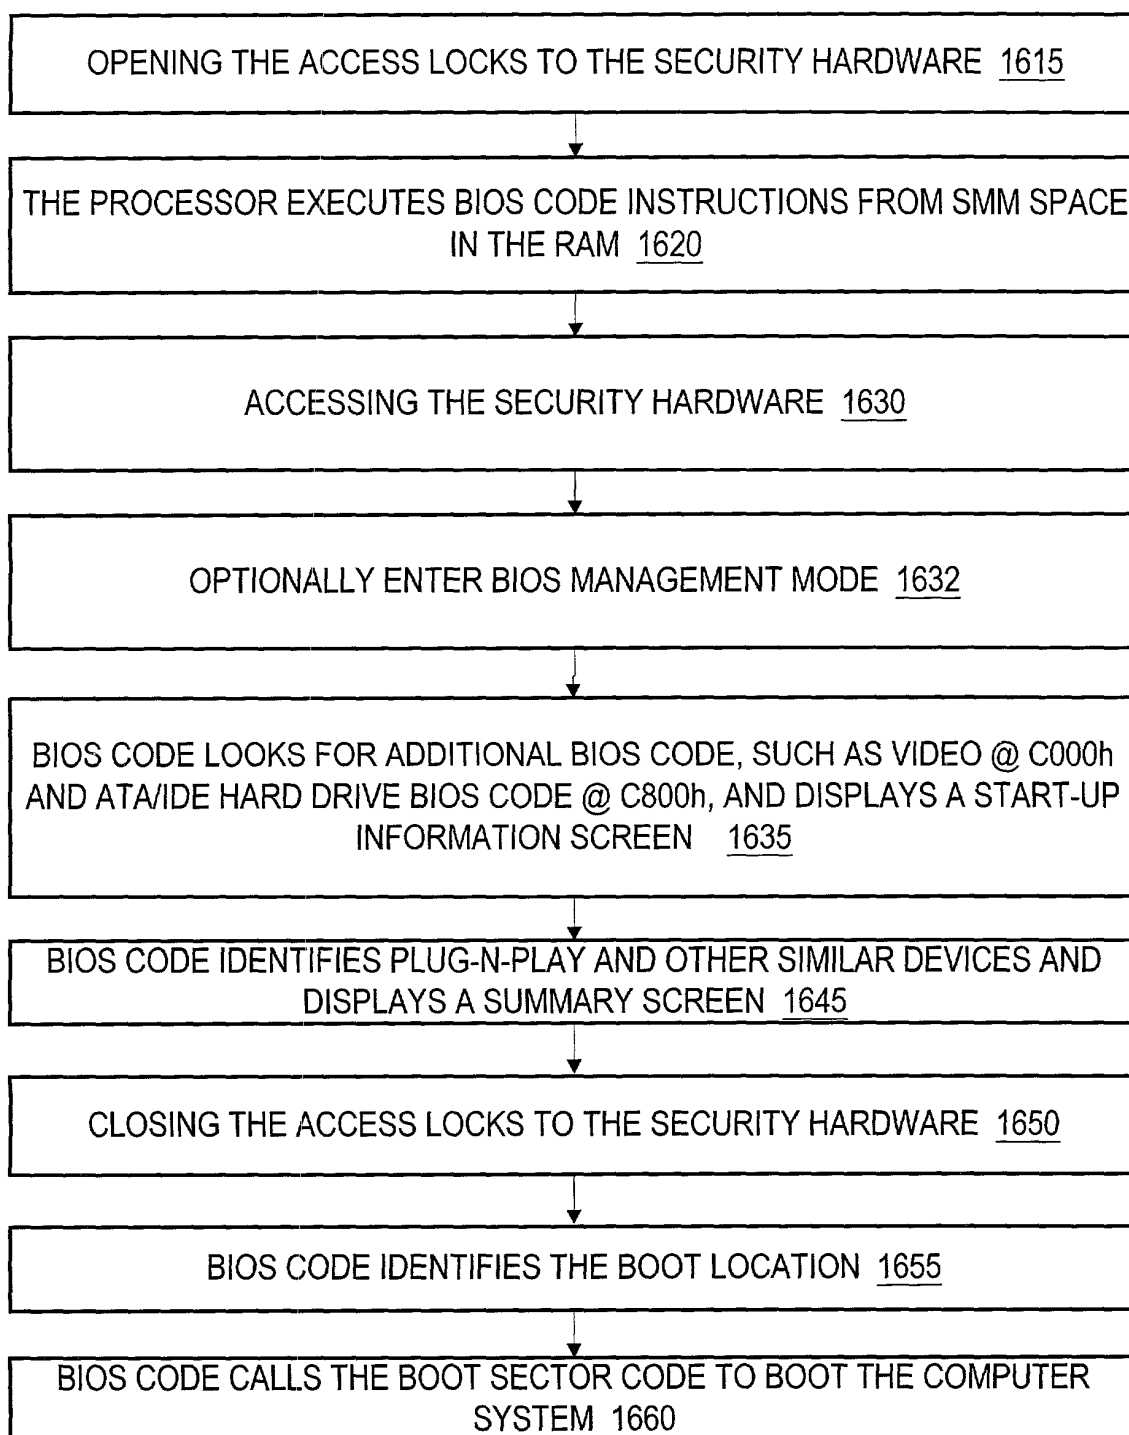 OPENING THE ACCESS LOCKS TO THE SECURITY HARDWARE 1615
THE PROCESSOR EXECUTES BIOS CODE INSTRUCTIONS FROM SMM SPACE
IN THE RAM 1620
ACCESSING THE SECURITY HARDWARE 1630
OPTIONALLY ENTER BIOS MANAGEMENT MODE 1632
BIOS CODE LOOKS FOR ADDITIONAL BIOS CODE, SUCH AS VIDEO @ C000h
AND ATA/IDE HARD DRIVE BIOS CODE @ C800h, AND DISPLAYS A START-UP
INFORMATION SCREEN 1635
BIOS CODE IDENTIFIES PLUG-N-PLAY AND OTHER SIMILAR DEVICES AND
DISPLAYS A SUMMARY SCREEN 1645
CLOSING THE ACCESS LOCKS TO THE SECURITY HARDWARE 1650
BIOS CODE IDENTIFIES THE BOOT LOCATION 1655
BIOS CODE CALLS THE BOOT SECTOR CODE TO BOOT THE COMPUTER
SYSTEM 1660